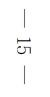 — 15 —